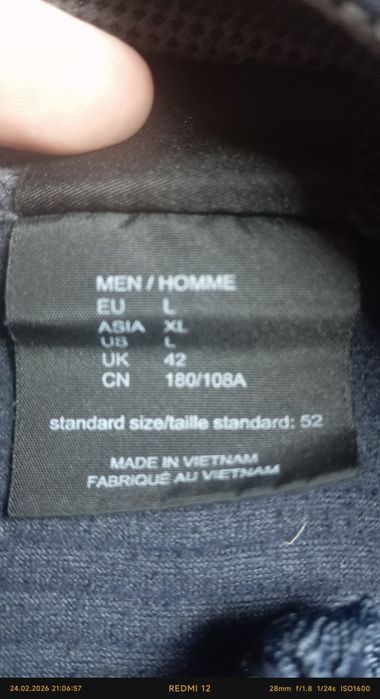 MEN / HOMME
EU L
ASIA XL
US L
UK 42
CN 180/108A
standard size/taille standard: 52
MADE IN VIETNAM
FABRIQUÉ AU VIETNAM
24.02.2026 21:06:57 REDMI 12 28mm f/1.8 1/24s ISO1600